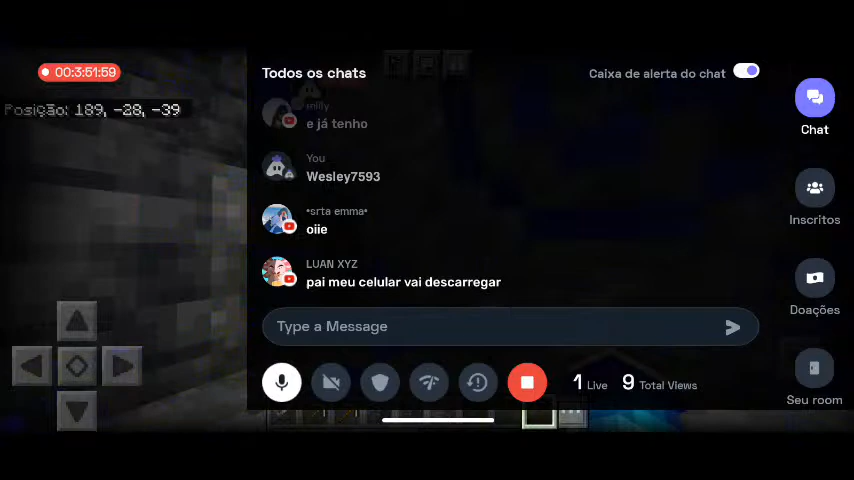 00:3:51:59
Todos os chats
Caixa de alerta do chat
Posição: 189, -28, -39
milly
e já tenho
Chat
You
Wesley7593
Inscritos
•srta emma•
oiie
LUAN XYZ
pai meu celular vai descarregar
Doações
Type a Message
1 Live 9 Total Views
Seu room